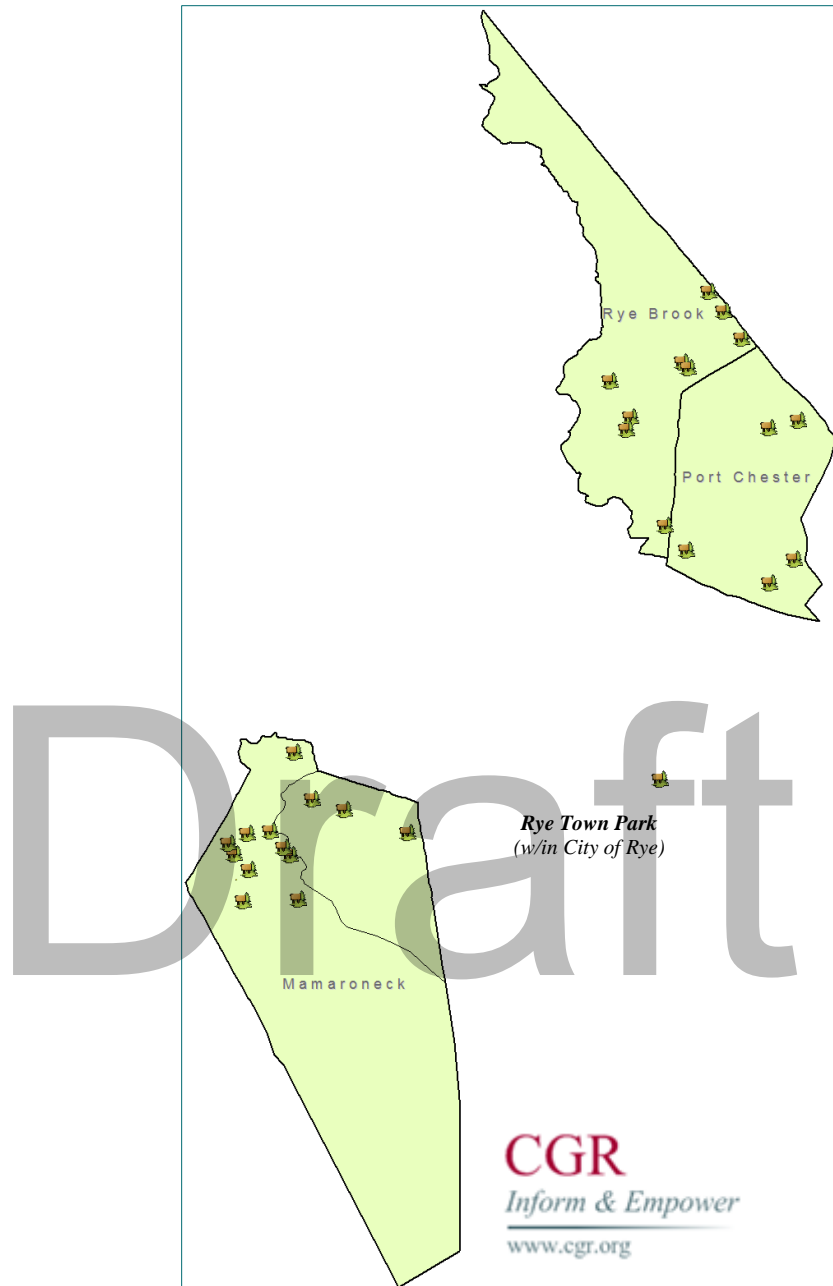 Rye Brook
Port Chester
Draft
Rye Town Park
(w/in City of Rye)
Mamaroneck
CGR
Inform & Empower
www.cgr.org